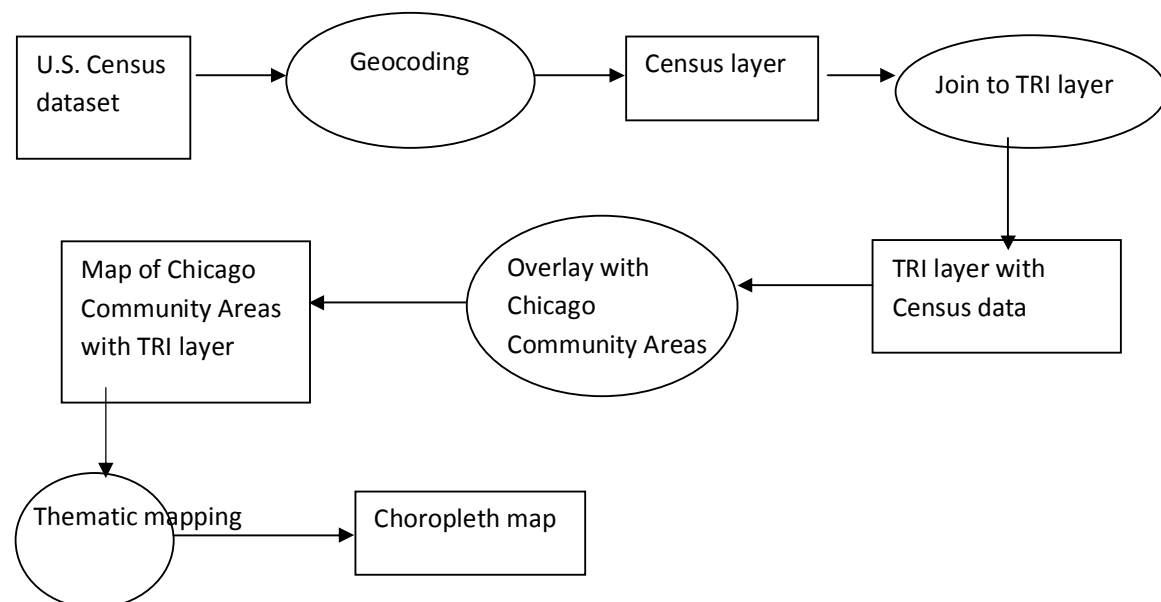 U.S. Census
dataset
Geocoding
Census layer
Join to TRI layer
TRI layer with
Census data
Overlay with
Chicago
Community Areas
Map of Chicago
Community Areas
with TRI layer
Thematic mapping
Choropleth map